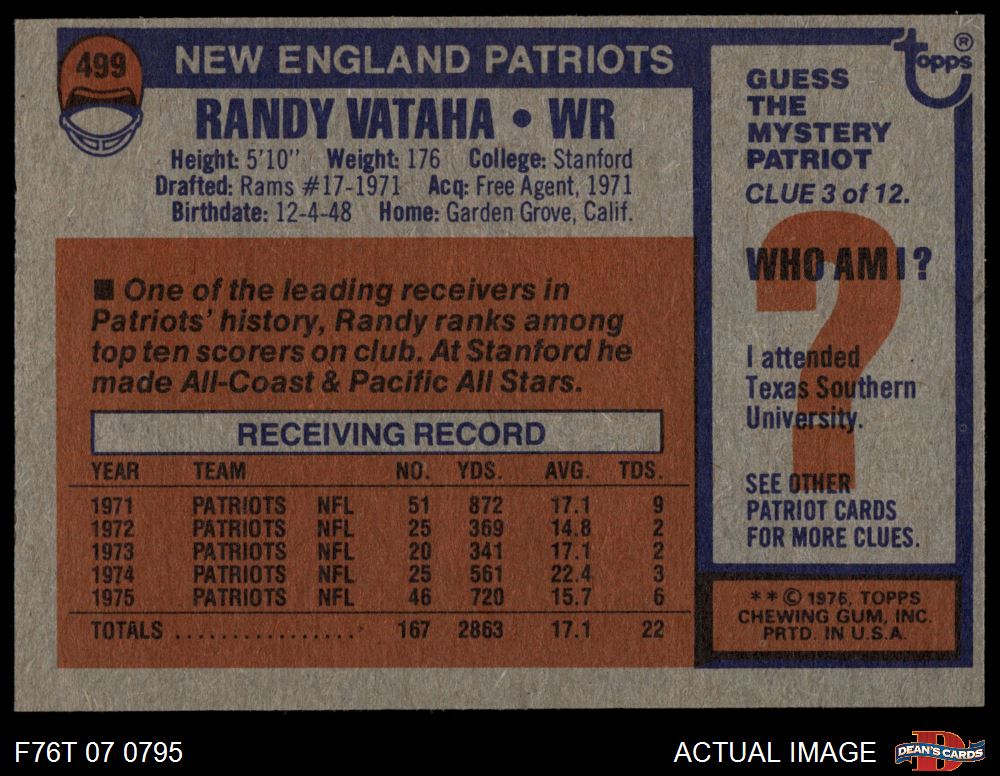 499
NEW ENGLAND PATRIOTS
RANDY VATAHA • WR
Height: 5'10" Weight: 176 College: Stanford
Drafted: Rams #17-1971 Acq: Free Agent, 1971
Birthdate: 12-4-48 Home: Garden Grove, Calif.
■ One of the leading receivers in
Patriots' history, Randy ranks among
top ten scorers on club. At Stanford he
made All-Coast & Pacific All Stars.
RECEIVING RECORD
YEAR TEAM NO. YDS. AVG. TDS.
1971 PATRIOTS NFL 51 872 17.1 9
1972 PATRIOTS NFL 25 369 14.8 2
1973 PATRIOTS NFL 20 341 17.1 2
1974 PATRIOTS NFL 25 561 22.4 3
1975 PATRIOTS NFL 46 720 15.7 6
TOTALS ................. 167 2863 17.1 22
topps ®
GUESS
THE
MYSTERY
PATRIOT
CLUE 3 of 12.
?
WHO AM I?
I attended
Texas Southern
University.
SEE OTHER
PATRIOT CARDS
FOR MORE CLUES.
**© 1976, TOPPS
CHEWING GUM, INC.
PRTD. IN U.S.A.
F76T 07 0795
ACTUAL IMAGE
D
DEAN'S CARDS